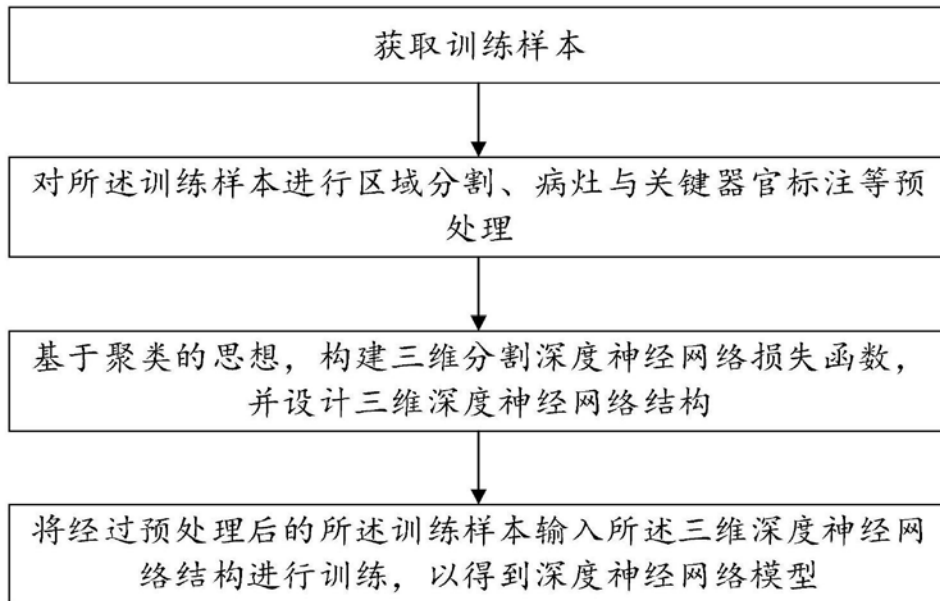 获取训练样本
对所述训练样本进行区域分割、病灶与关键器官标注等预
处理
基于聚类的思想，构建三维分割深度神经网络损失函数，
并设计三维深度神经网络结构
将经过预处理后的所述训练样本输入所述三维深度神经网
络结构进行训练，以得到深度神经网络模型